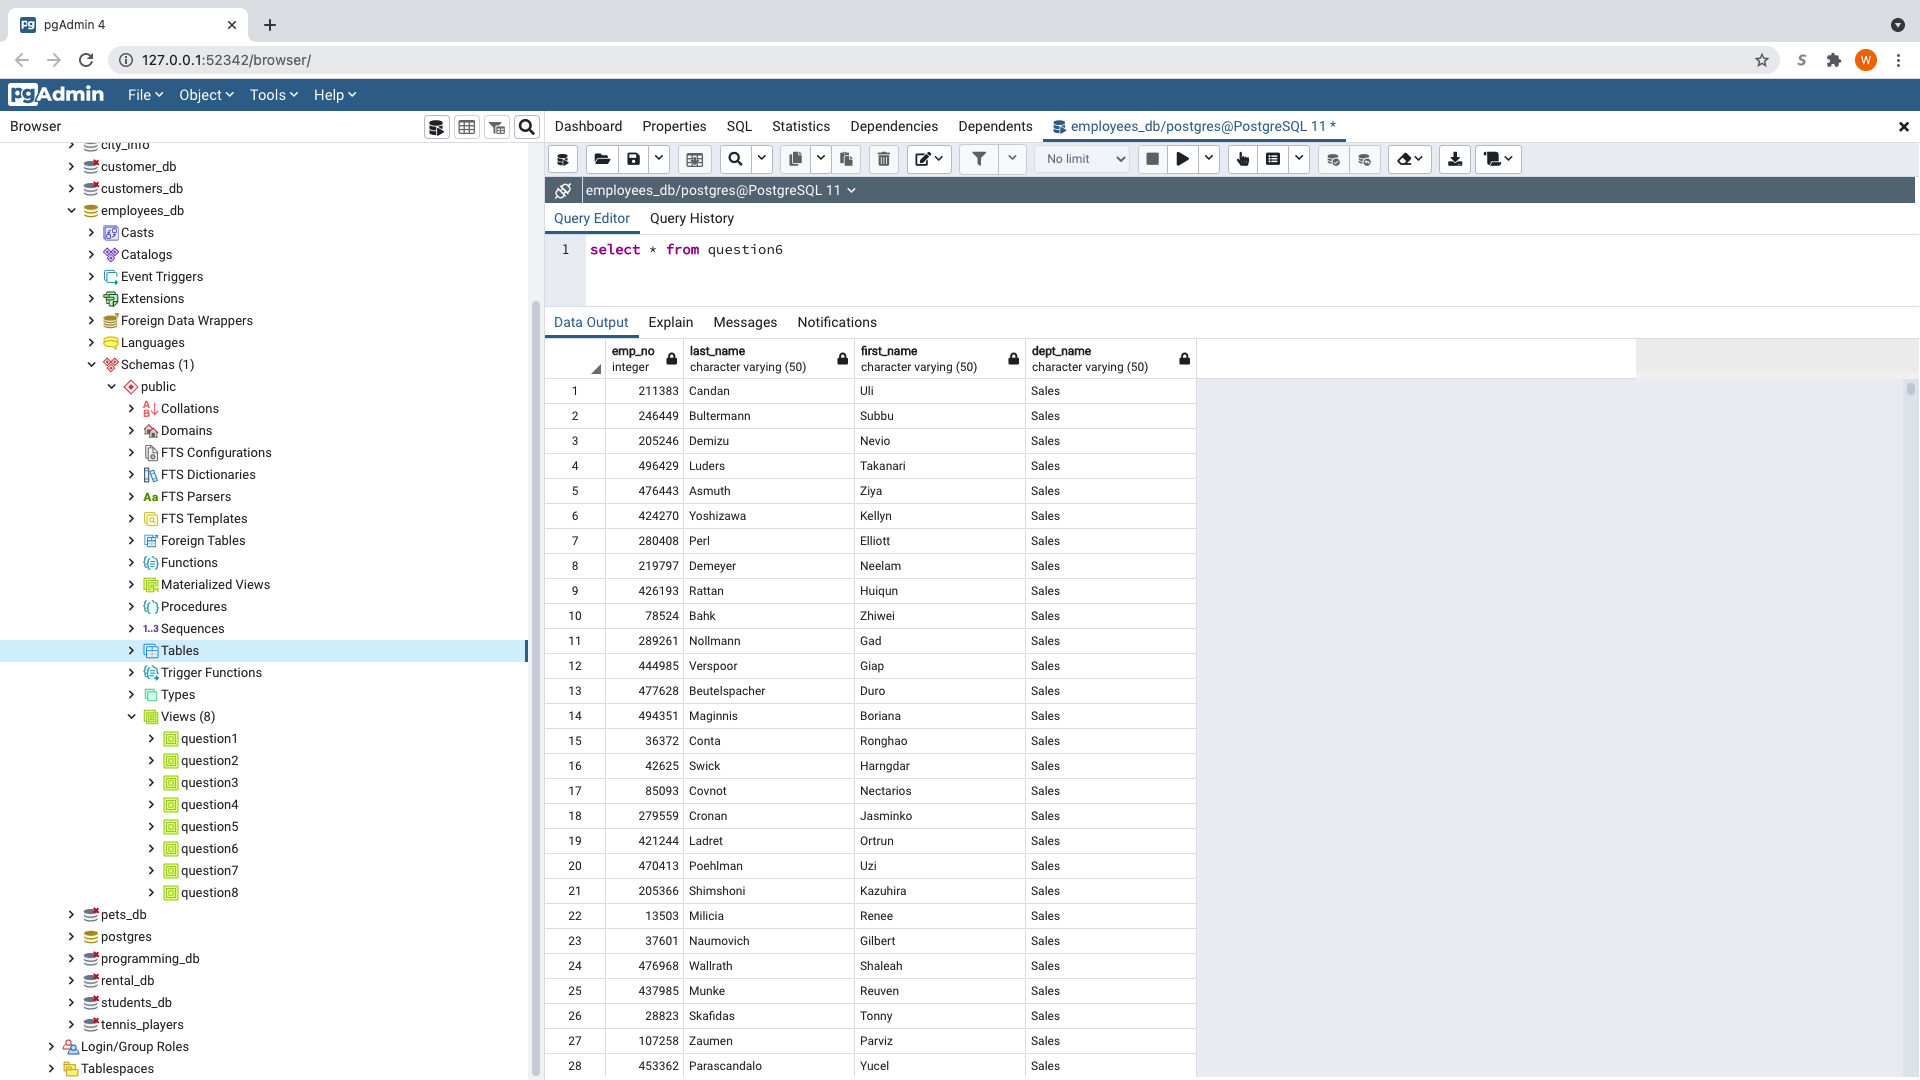 pgAdmin 4
127.0.0.1:52342/browser/
W
pgAdmin File Object Tools Help
Browser
Dashboard Properties SQL Statistics Dependencies Dependents employees_db/postgres@PostgreSQL 11 *
No limit
employees_db/postgres@PostgreSQL 11
Query Editor Query History
1 select * from question6
city_info
customer_db
customers_db
employees_db
Casts
Catalogs
Event Triggers
Extensions
Foreign Data Wrappers
Languages
Schemas (1)
public
Collations
Domains
FTS Configurations
FTS Dictionaries
FTS Parsers
FTS Templates
Foreign Tables
Functions
Materialized Views
Procedures
1..3 Sequences
Tables
Trigger Functions
Types
Views (8)
question1
question2
question3
question4
question5
question6
question7
question8
pets_db
postgres
programming_db
rental_db
students_db
tennis_players
Login/Group Roles
Tablespaces
Data Output Explain Messages Notifications
emp_no last_name first_name dept_name
integer character varying (50) character varying (50) character varying (50)
1 211383 Candan Uli Sales
2 246449 Bultermann Subbu Sales
3 205246 Demizu Nevio Sales
4 496429 Luders Takanari Sales
5 476443 Asmuth Ziya Sales
6 424270 Yoshizawa Kellyn Sales
7 280408 Perl Elliott Sales
8 219797 Demeyer Neelam Sales
9 426193 Rattan Huiqun Sales
10 78524 Bahk Zhiwei Sales
11 289261 Nollmann Gad Sales
12 444985 Verspoor Giap Sales
13 477628 Beutelspacher Duro Sales
14 494351 Maginnis Boriana Sales
15 36372 Conta Ronghao Sales
16 42625 Swick Harngdar Sales
17 85093 Covnot Nectarios Sales
18 279559 Cronan Jasminko Sales
19 421244 Ladret Ortrun Sales
20 470413 Poehlman Uzi Sales
21 205366 Shimshoni Kazuhira Sales
22 13503 Milicia Renee Sales
23 37601 Naumovich Gilbert Sales
24 476968 Wallrath Shaleah Sales
25 437985 Munke Reuven Sales
26 28823 Skafidas Tonny Sales
27 107258 Zaumen Parviz Sales
28 453362 Parascandalo Yucel Sales